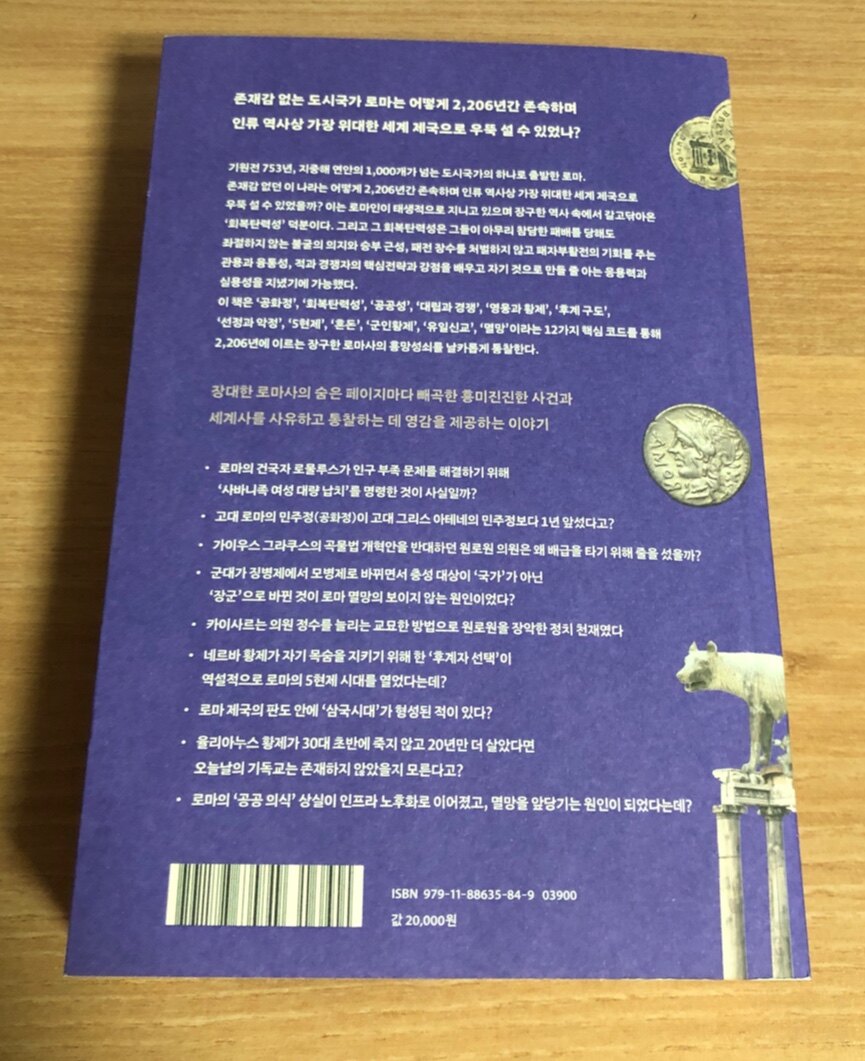 존재감 없는 도시국가 로마는 어떻게 2,206년간 존속하며
인류 역사상 가장 위대한 세계 제국으로 우뚝 설 수 있었나?
기원전 753년, 지중해 연안의 1,000개가 넘는 도시국가의 하나로 출발한 로마.
존재감 없던 이 나라는 어떻게 2,206년간 존속하며 인류 역사상 가장 위대한 세계 제국으로
우뚝 설 수 있었을까? 이는 로마인이 태생적으로 지니고 있으며 장구한 역사 속에서 갈고닦아온
‘회복탄력성’ 덕분이다. 그리고 그 회복탄력성은 그들이 아무리 참담한 패배를 당해도
좌절하지 않는 불굴의 의지와 승부 근성, 패전 장수를 처벌하지 않고 패자부활전의 기회를 주는
관용과 융통성, 적과 경쟁자의 핵심전략과 강점을 배우고 자기 것으로 만들 줄 아는 응용력과
실용성을 지녔기에 가능했다.
이 책은 ‘공화정’, ‘회복탄력성’, ‘공공성’, ‘대립과 경쟁’, ‘영웅과 황제’, ‘후계 구도’,
‘선정과 악정’, ‘5현제’, ‘혼돈’, ‘군인황제’, ‘유일신교’, ‘멸망’이라는 12가지 핵심 코드를 통해
2,206년에 이르는 장구한 로마사의 흥망성쇠를 날카롭게 통찰한다.
장대한 로마사의 숨은 페이지마다 빼곡한 흥미진진한 사건과
세계사를 사유하고 통찰하는 데 영감을 제공하는 이야기
• 로마의 건국자 로물루스가 인구 부족 문제를 해결하기 위해
‘사바니족 여성 대량 납치’를 명령한 것이 사실일까?
• 고대 로마의 민주정(공화정)이 고대 그리스 아테네의 민주정보다 1년 앞섰다고?
• 가이우스 그라쿠스의 곡물법 개혁안을 반대하던 원로원 의원은 왜 배급을 타기 위해 줄을 섰을까?
• 군대가 징병제에서 모병제로 바뀌면서 충성 대상이 ‘국가’가 아닌
‘장군’으로 바뀐 것이 로마 멸망의 보이지 않는 원인이었다?
• 카이사르는 의원 정수를 늘리는 교묘한 방법으로 원로원을 장악한 정치 천재였다
• 네르바 황제가 자기 목숨을 지키기 위해 한 ‘후계자 선택’이
역설적으로 로마의 5현제 시대를 열었다는데?
• 로마 제국의 판도 안에 ‘삼국시대’가 형성된 적이 있다?
• 율리아누스 황제가 30대 초반에 죽지 않고 20년만 더 살았다면
오늘날의 기독교는 존재하지 않았을지 모른다고?
• 로마의 ‘공공 의식’ 상실이 인프라 노후화로 이어졌고, 멸망을 앞당기는 원인이 되었다는데?
ISBN 979-11-88635-84-9 03900
값 20,000원